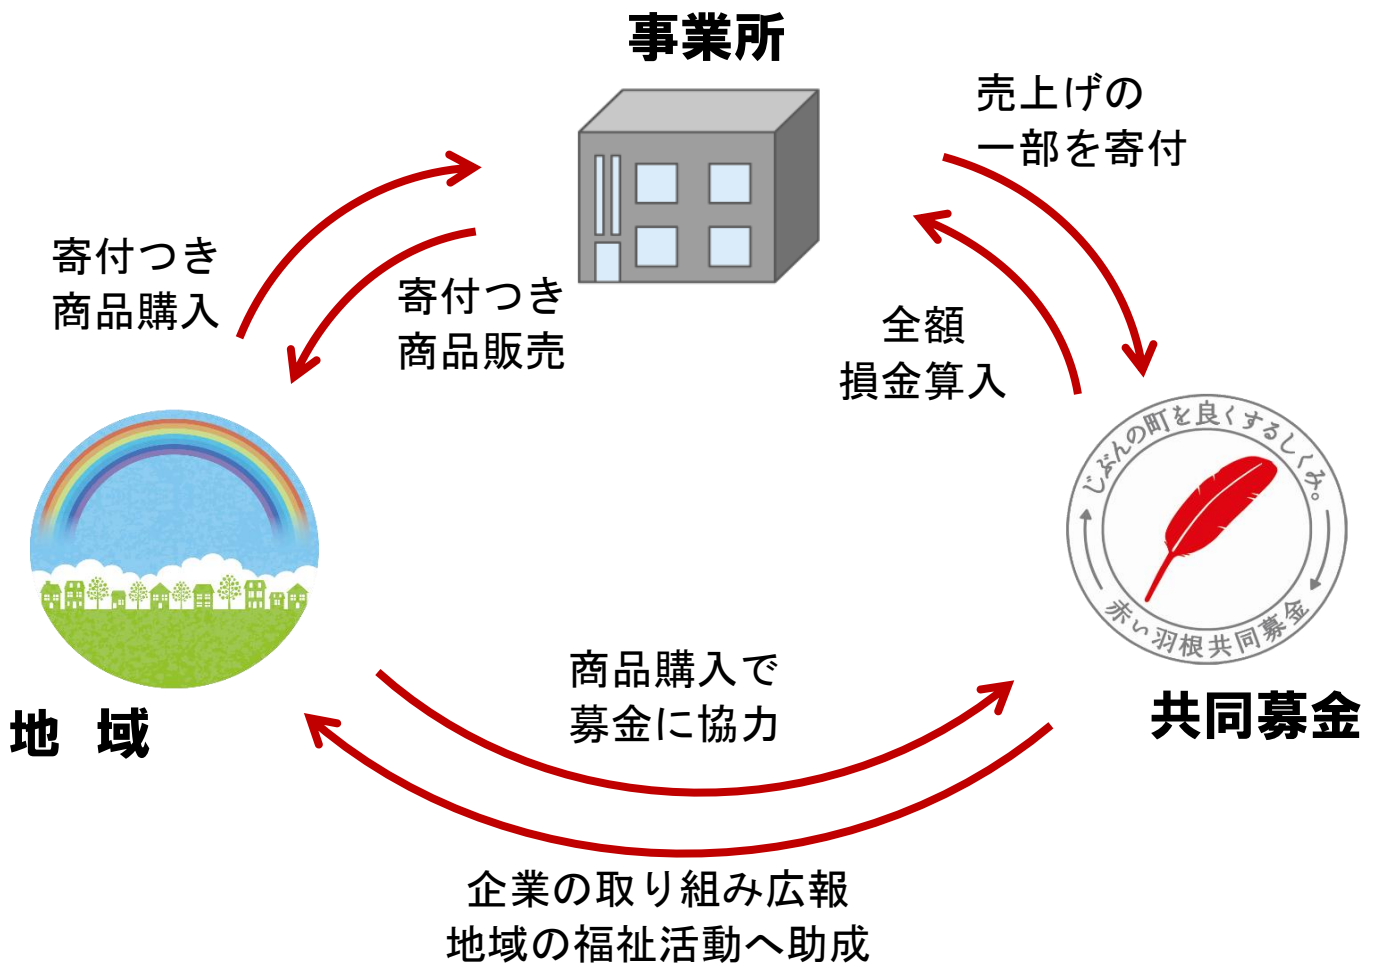 事業所
売上げの
一部を寄付
寄付つき
商品購入
寄付つき
商品販売
全額
損金算入
じぶんの町を良くするしくみ。
赤い羽根共同募金
地 域
共同募金
商品購入で
募金に協力
企業の取り組み広報
地域の福祉活動へ助成